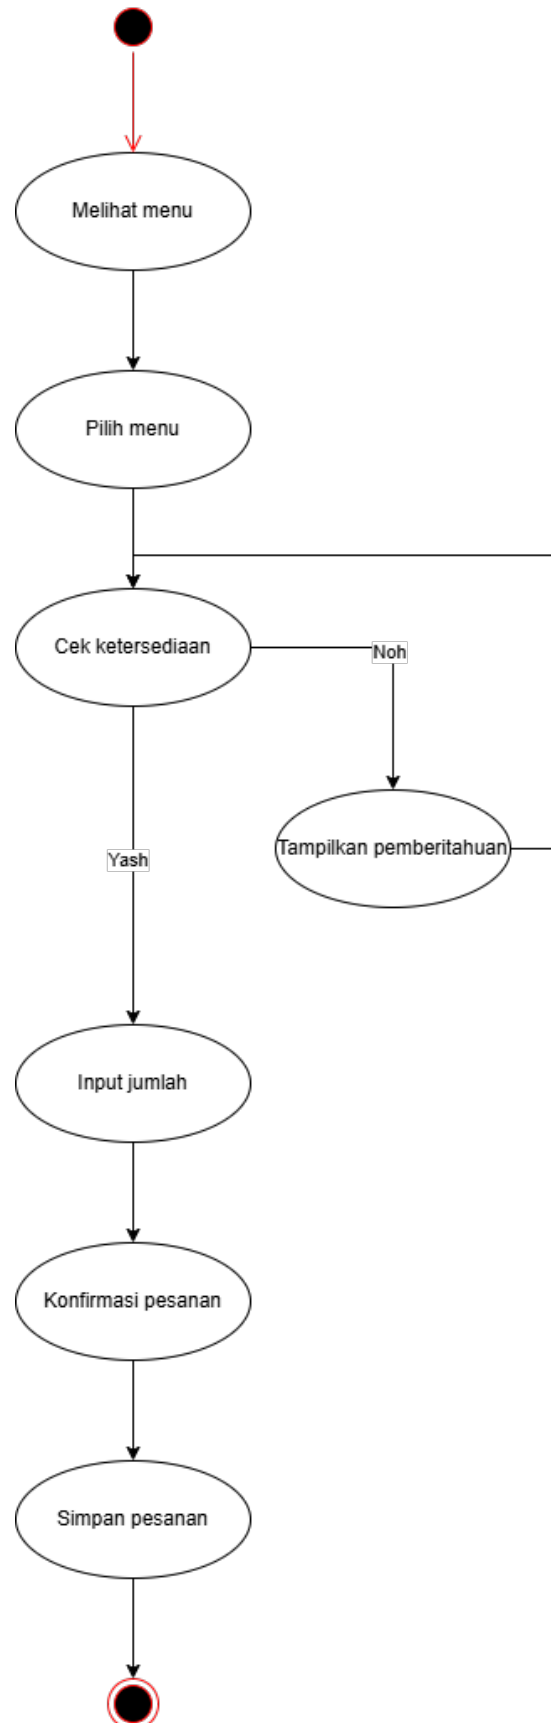 Melihat menu
Pilih menu
Cek ketersediaan
Noh
Tampilkan pemberitahuan
Yash
Input jumlah
Konfirmasi pesanan
Simpan pesanan